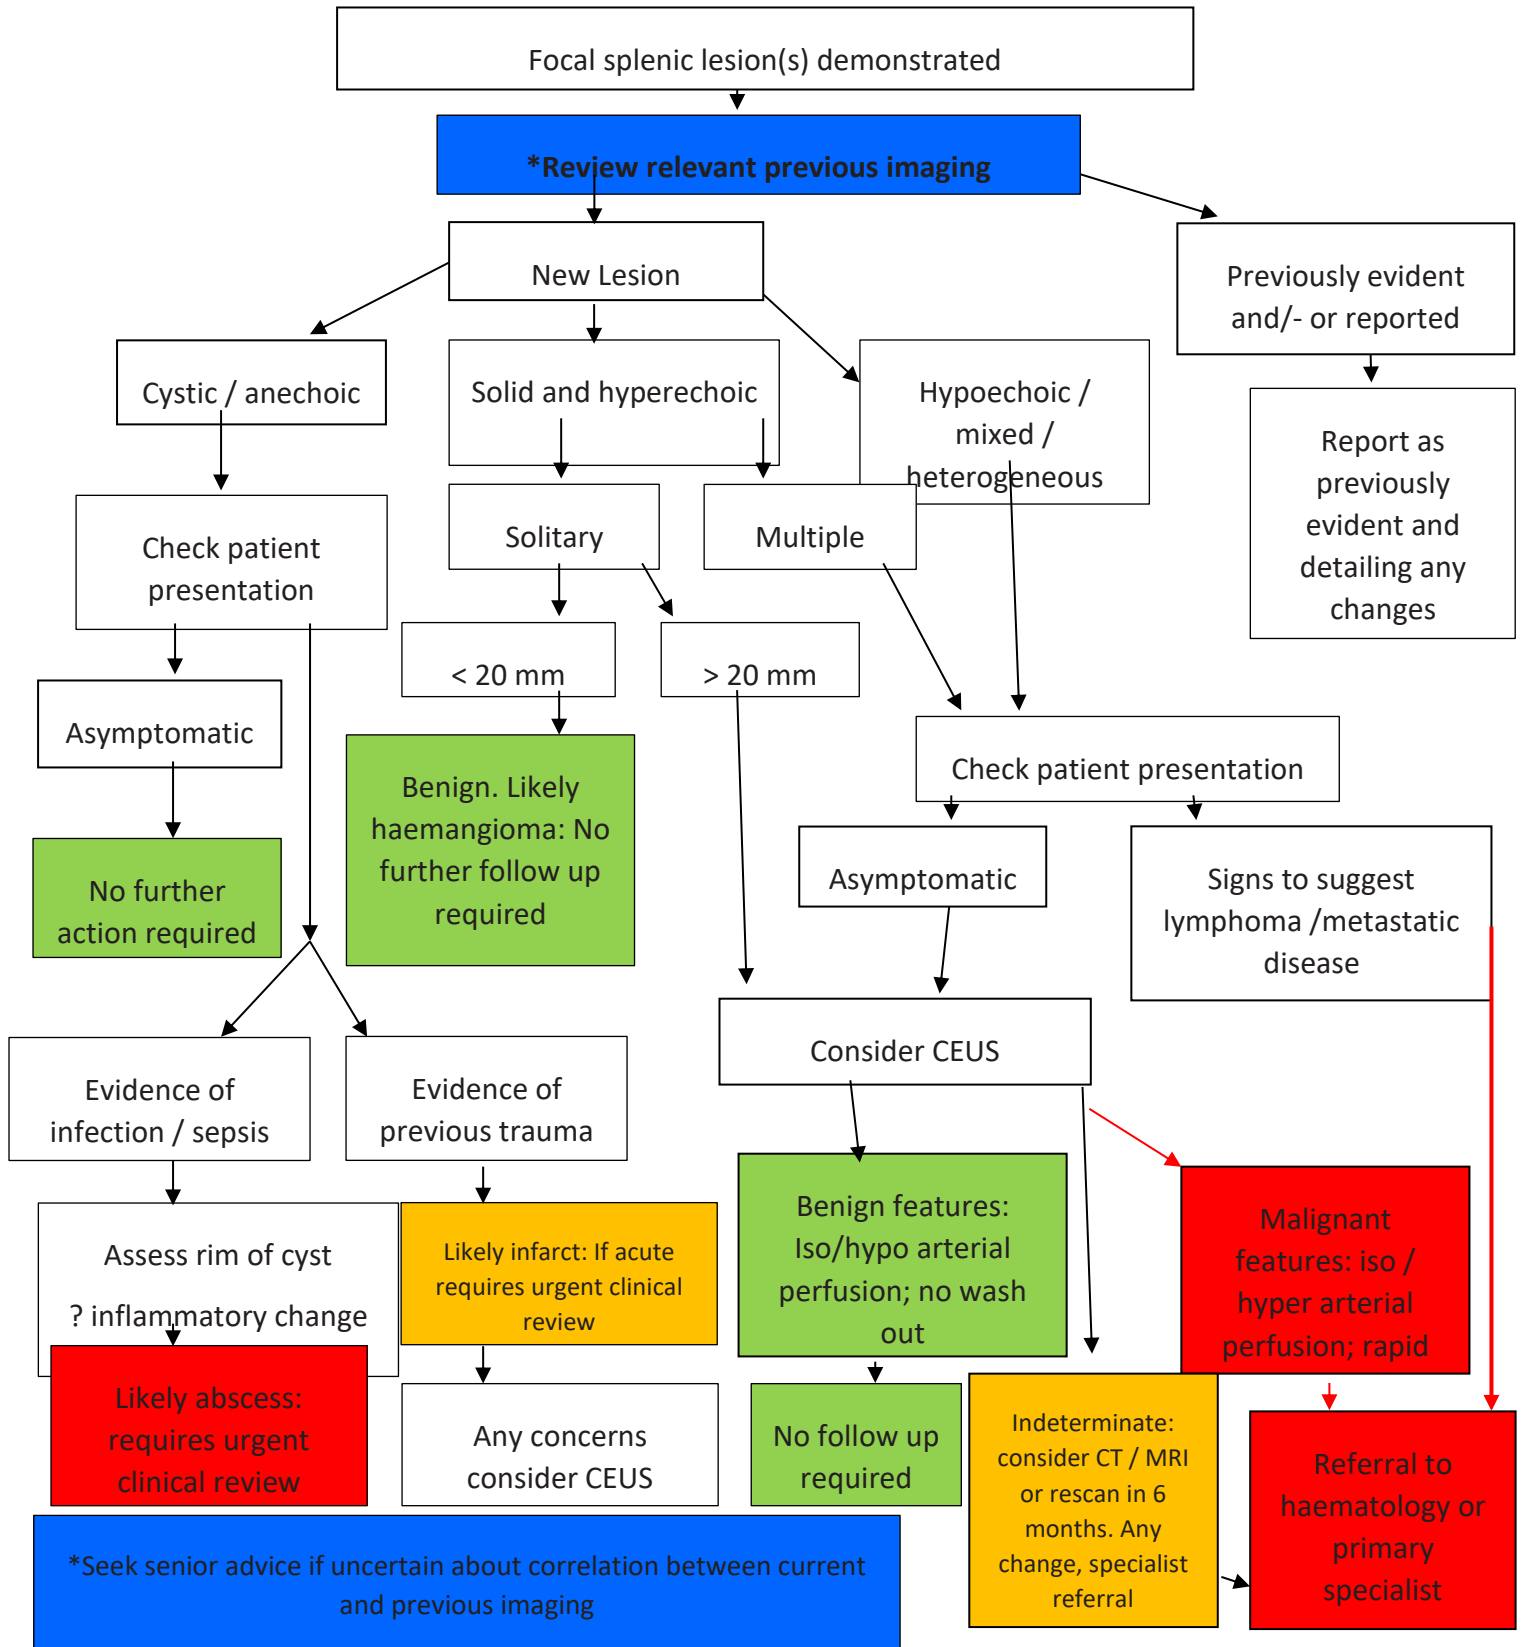 Focal splenic lesion(s) demonstrated
*Review relevant previous imaging
New Lesion
Previously evident
and/- or reported
Cystic / anechoic
Solid and hyperechoic
Hypoechoic /
mixed /
heterogeneous
Report as
previously
evident and
detailing any
changes
Check patient
presentation
Solitary
Multiple
< 20 mm
> 20 mm
Asymptomatic
Check patient presentation
Benign. Likely
haemangioma: No
further follow up
required
No further
action required
Asymptomatic
Signs to suggest
lymphoma /metastatic
disease
Consider CEUS
Evidence of
infection / sepsis
Evidence of
previous trauma
Assess rim of cyst
? inflammatory change
Likely infarct: If acute
requires urgent clinical
review
Benign features:
Iso/hypo arterial
perfusion; no wash
out
Malignant
features: iso /
hyper arterial
perfusion; rapid
Likely abscess:
requires urgent
clinical review
Any concerns
consider CEUS
No follow up
required
Indeterminate:
consider CT / MRI
or rescan in 6
months. Any
change, specialist
referral
Referral to
haematology or
primary
specialist
*Seek senior advice if uncertain about correlation between current
and previous imaging